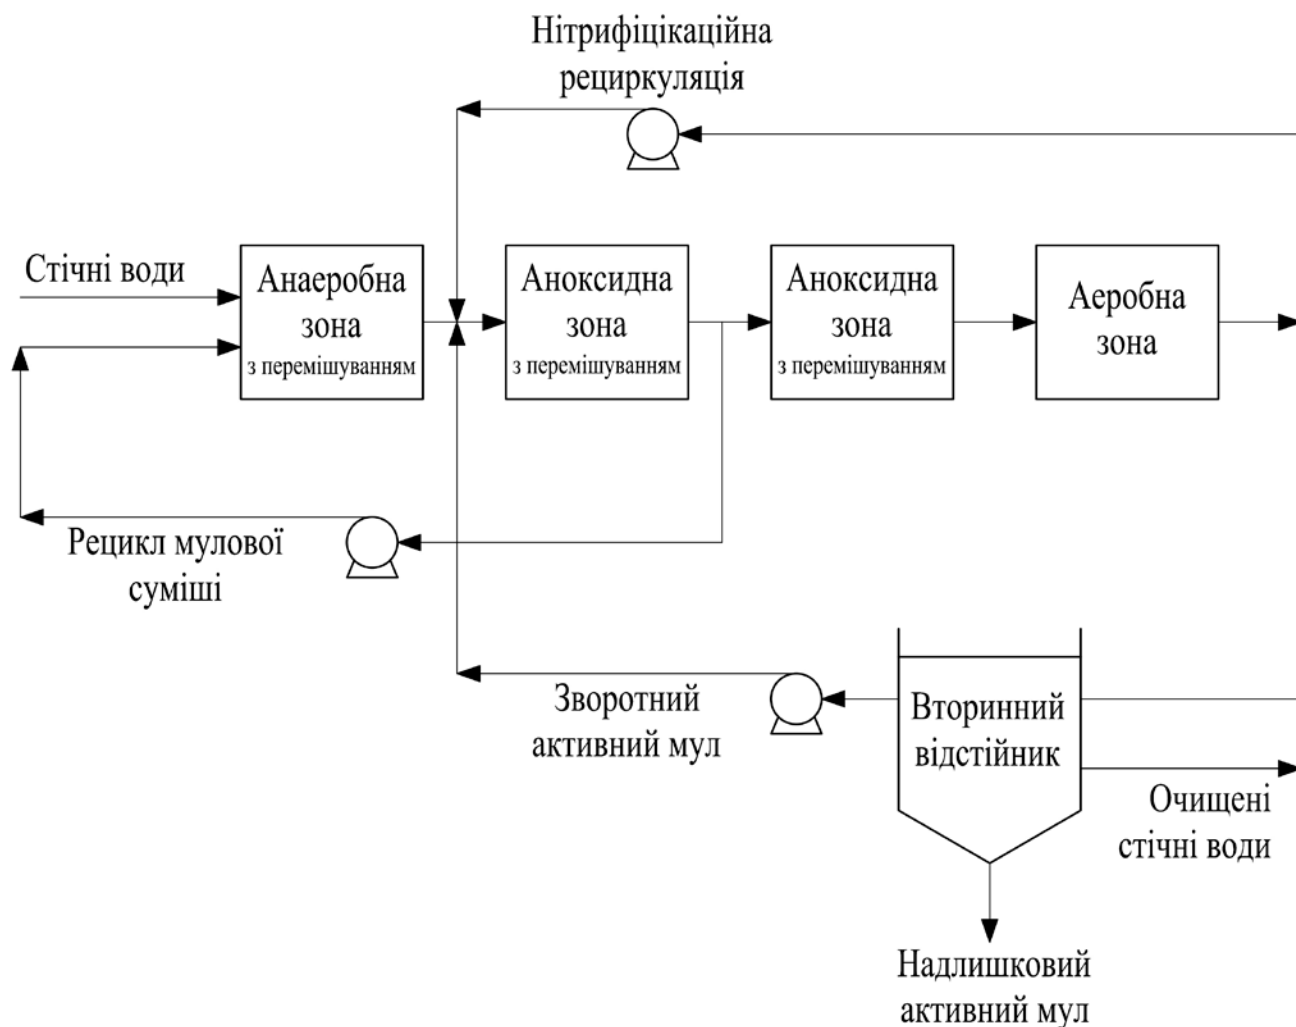 Нітрифіцікаційна
рециркуляція
Стічні води
Анаеробна
зона
з перемішуванням
Аноксидна
зона
з перемішуванням
Аноксидна
зона
з перемішуванням
Аеробна
зона
Рецикл мулової
суміші
Зворотний
активний мул
Вторинний
відстійник
Очищені
стічні води
Надлишковий
активний мул